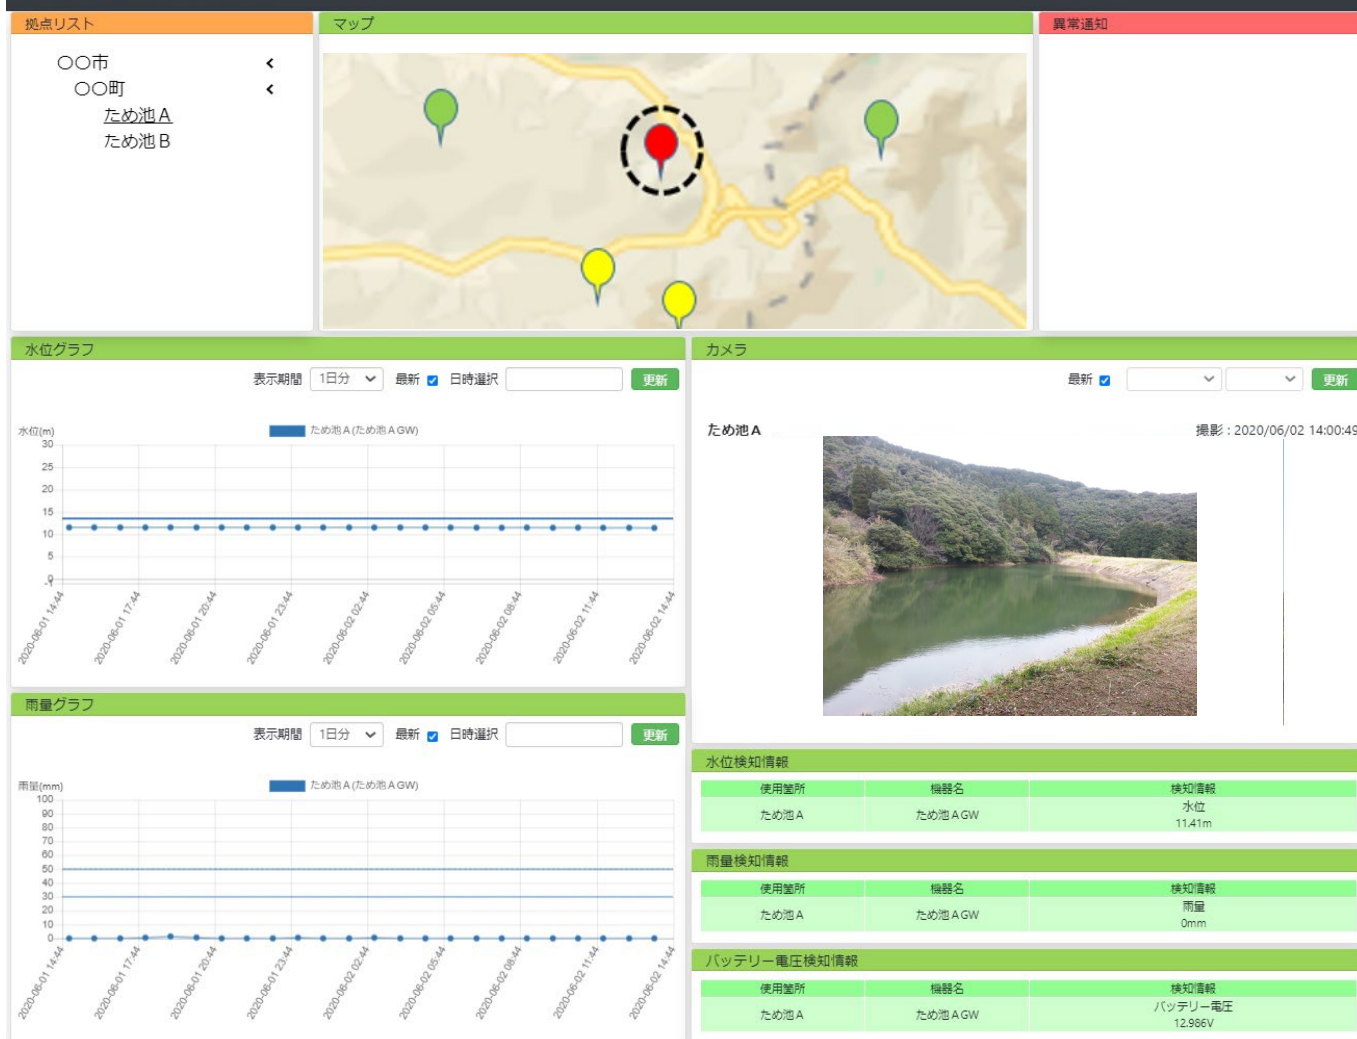 拠点リスト
〇〇市
〇〇町
ため池A
ため池B
マップ
異常通知
水位グラフ
表示期間 1日分 最新 日時選択 更新
水位(m)
ため池A(ため池AGW)
30
25
20
15
10
5
0
-1
2020-06-01 14:44
2020-06-01 17:44
2020-06-01 20:44
2020-06-01 23:44
2020-06-02 02:44
2020-06-02 05:44
2020-06-02 08:44
2020-06-02 11:44
2020-06-02 14:44
雨量グラフ
表示期間 1日分 最新 日時選択 更新
雨量(mm)
ため池A(ため池AGW)
100
90
80
70
60
50
40
30
20
10
0
2020-06-01 14:44
2020-06-01 17:44
2020-06-01 20:44
2020-06-01 23:44
2020-06-02 02:44
2020-06-02 05:44
2020-06-02 08:44
2020-06-02 11:44
2020-06-02 14:44
カメラ
最新 更新
ため池A 撮影 : 2020/06/02 14:00:49
水位検知情報
使用箇所 機器名 検知情報
ため池A ため池AGW 水位
11.41m
雨量検知情報
使用箇所 機器名 検知情報
ため池A ため池AGW 雨量
0mm
バッテリー電圧検知情報
使用箇所 機器名 検知情報
ため池A ため池AGW バッテリー電圧
12.986V